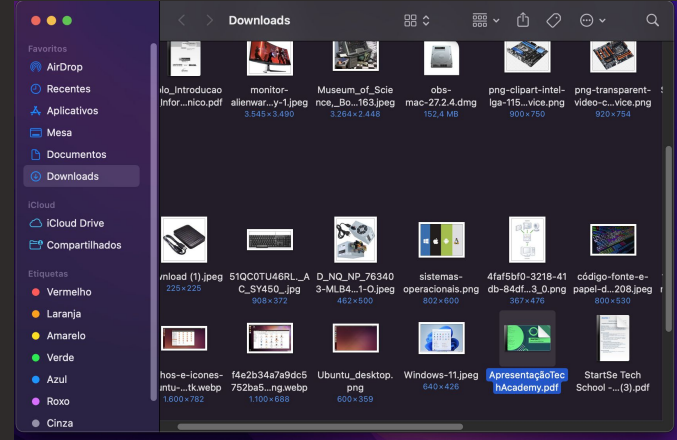 Downloads
Favoritos
AirDrop
Recentes
Aplicativos
Mesa
Documentos
Downloads
iCloud
iCloud Drive
Compartilhados
Etiquetas
Vermelho
Laranja
Amarelo
Verde
Azul
Roxo
Cinza
lo_Introducao
Infor...nico.pdf
monitor-
alienwar...y-1.jpeg
3.545×3.490
Museum_of_Scie
nce,_Bo...163.jpeg
3.264×2.448
obs-
mac-27.2.4.dmg
152,4 MB
png-clipart-intel-
lga-115...vice.png
900×750
png-transparent-
video-c...vice.png
920×754
wnload (1).jpeg
225×225
51QC0TU46RL._A
C_SY450_.jpg
908×372
D_NQ_NP_76340
3-MLB4...1-O.jpeg
462×500
sistemas-
operacionais.png
802×600
4faf5bf0-3218-41
db-84df...3_0.png
367×476
código-fonte-e-
papel-d...208.jpeg
800×530
hos-e-icones-
untu-...tk.webp
1.600×782
f4e2b34a7a9dc5
752ba5...ng.webp
1.100×688
Ubuntu_desktop.
png
600×359
Windows-11.jpeg
640×426
ApresentaçãoTec
hAcademy.pdf
StartSe Tech
School -...(3).pdf